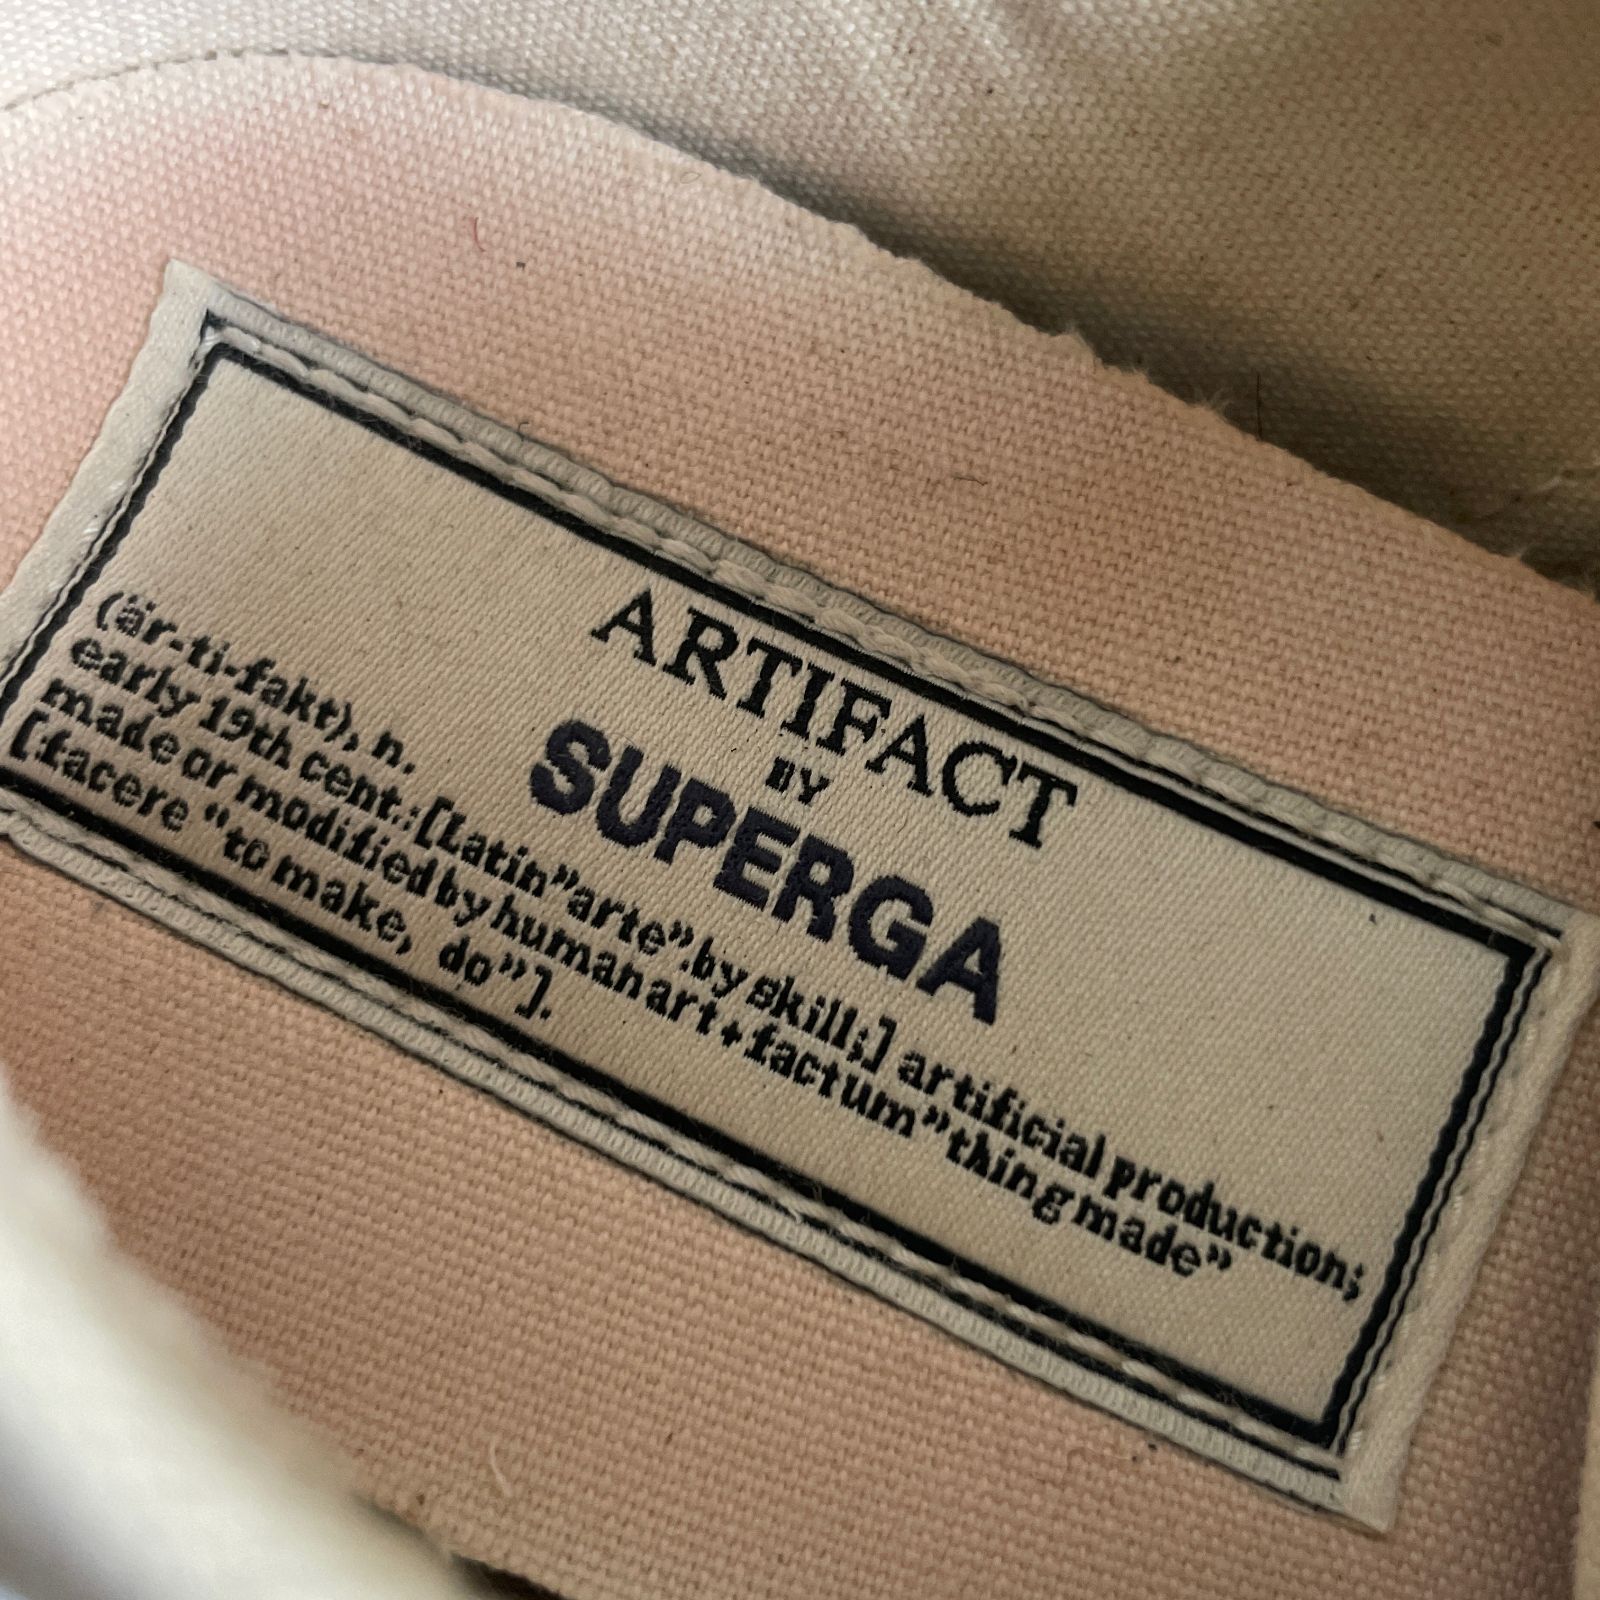 ARTIFACT
BY
SUPERGA
(är-ti-fakt), n.
early 19th cent.:[Latin”arte”.by skill;] artificial production;
made or modified by human art+factum”thing made”
[:facere “to make, do”].